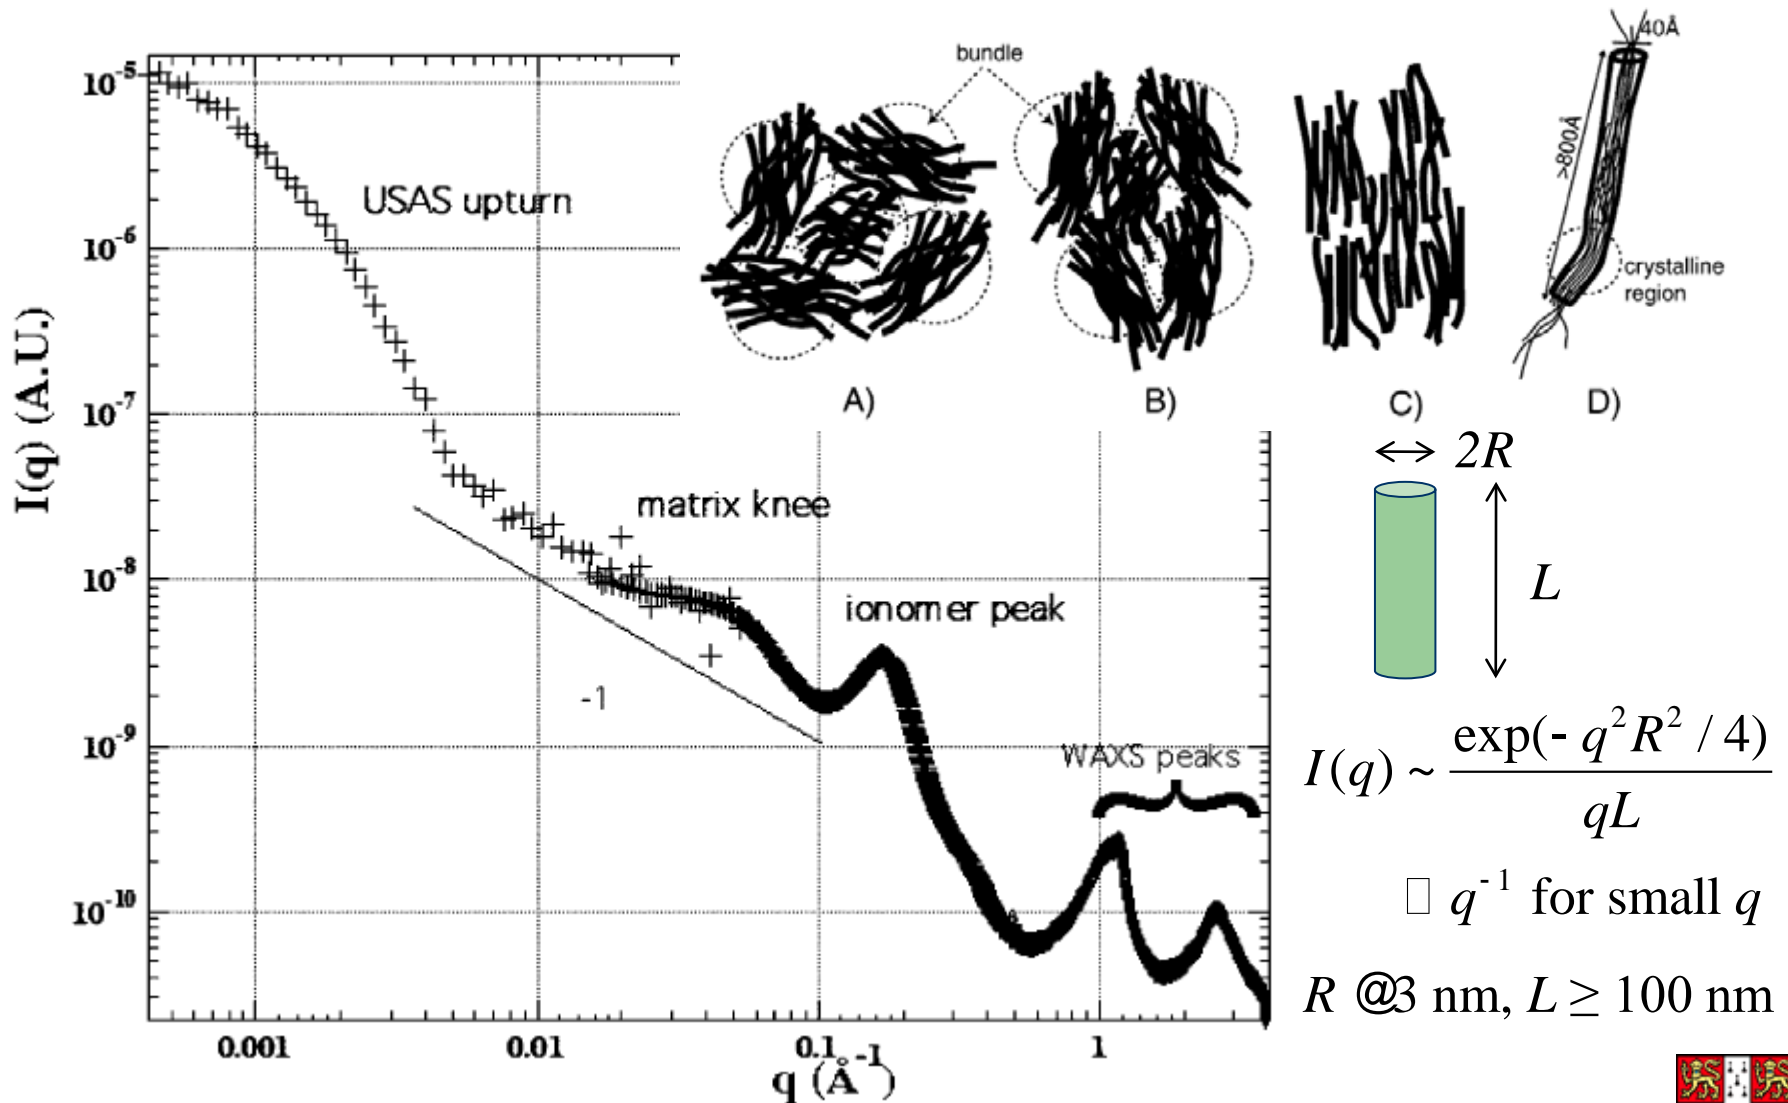 10-5
10-6
10-7
10-8
10-9
10-10
I(q) (A.U.)
0.001
0.01
0.1
1
q (Å-1)
USAS upturn
matrix knee
-1
ionomer peak
WAXS peaks
bundle
40Å
>800Å
crystalline
region
A)
B)
C)
D)
2R
L
I(q) ~ exp(- q2R2 / 4)
qL
□ q-1 for small q
R @3 nm, L ≥ 100 nm